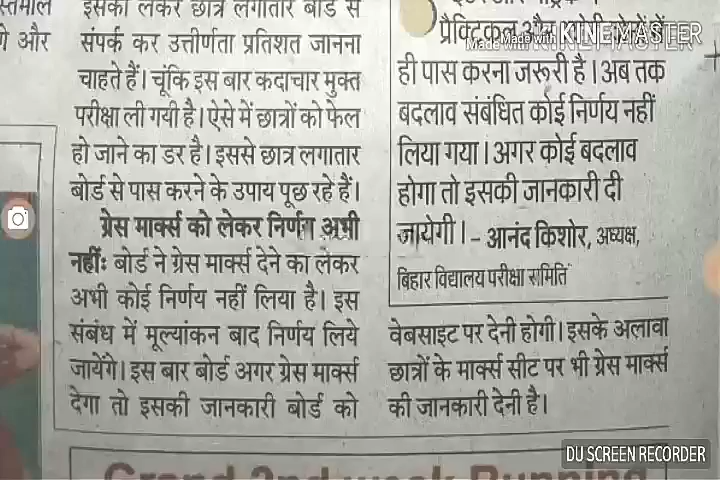 स्तेमाल
गे और
इसको लेकर छात्र लगातार बोर्ड से
संपर्क कर उत्तीर्णता प्रतिशत जानना
चाहते हैं। चूंकि इस बार कदाचार मुक्त
परीक्षा ली गयी है। ऐसे में छात्रों को फेल
हो जाने का डर है। इससे छात्र लगातार
बोर्ड से पास करने के उपाय पूछ रहे हैं।
ग्रेस मार्क्स को लेकर निर्णय अभी
नहीं: बोर्ड ने ग्रेस मार्क्स देने का लेकर
अभी कोई निर्णय नहीं लिया है। इस
संबंध में मूल्यांकन बाद निर्णय लिये
जायेंगे। इस बार बोर्ड अगर ग्रेस मार्क्स
देगा तो इसकी जानकारी बोर्ड को
प्रैक्टिकल और में
ही पास करना जरूरी है। अब तक
बदलाव संबंधित कोई निर्णय नहीं
लिया गया। अगर कोई बदलाव
होगा तो इसकी जानकारी दी
जायेगी। - आनंद किशोर, अध्यक्ष,
बिहार विद्यालय परीक्षा समिति
वेबसाइट पर देनी होगी। इसके अलावा
छात्रों के मार्क्स सीट पर भी ग्रेस मार्क्स
की जानकारी देनी है।
Made with KINEMASTER
DU SCREEN RECORDER